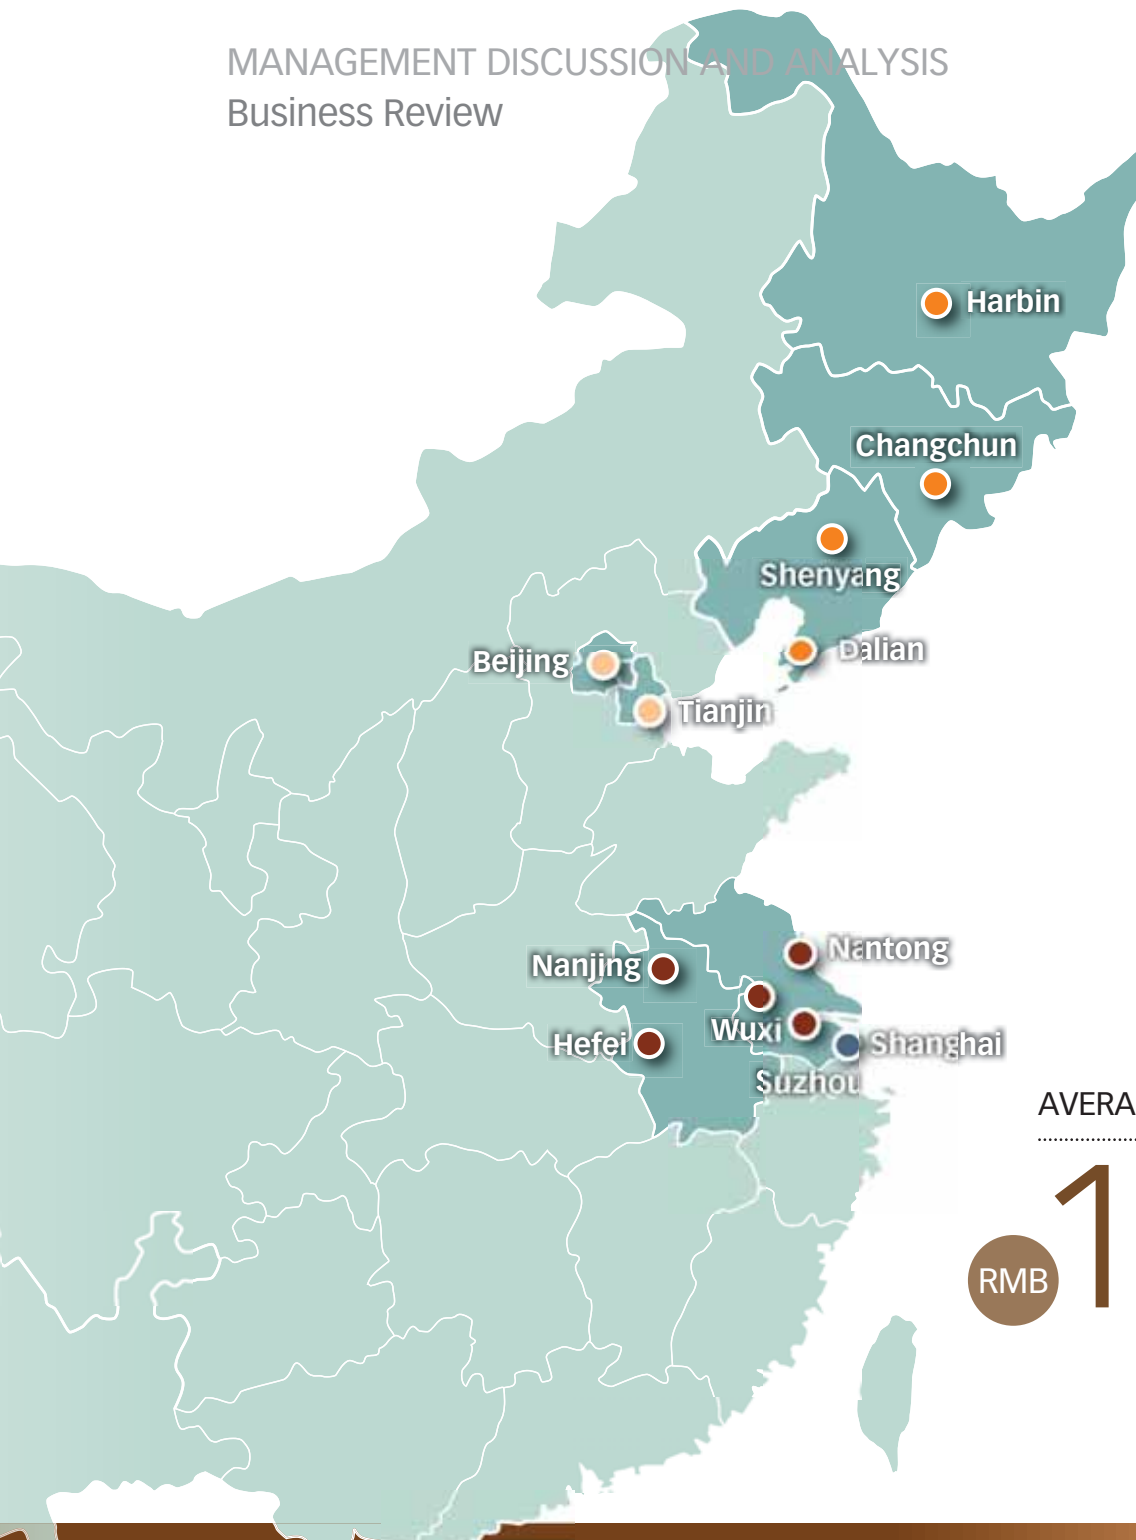 MANAGEMENT DISCUSSION AND ANALYSIS
Business Review
Harbin
Changchun
Shenyang
Dalian
Beijing
Tianjin
Nantong
Nanjing
Wuxi
Hefei
Shanghai
Suzhou
AVERA
RMB 1